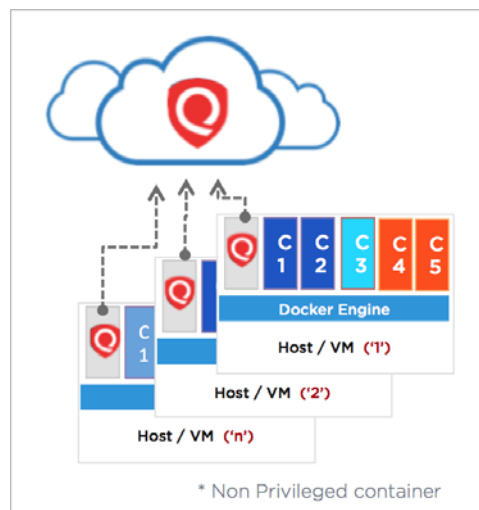 C 1
C 2
C 3
C 4
C 5
Docker Engine
Host / VM (‘1’)
Host / VM (‘2’)
C 1
Host / VM (‘n’)
* Non Privileged container